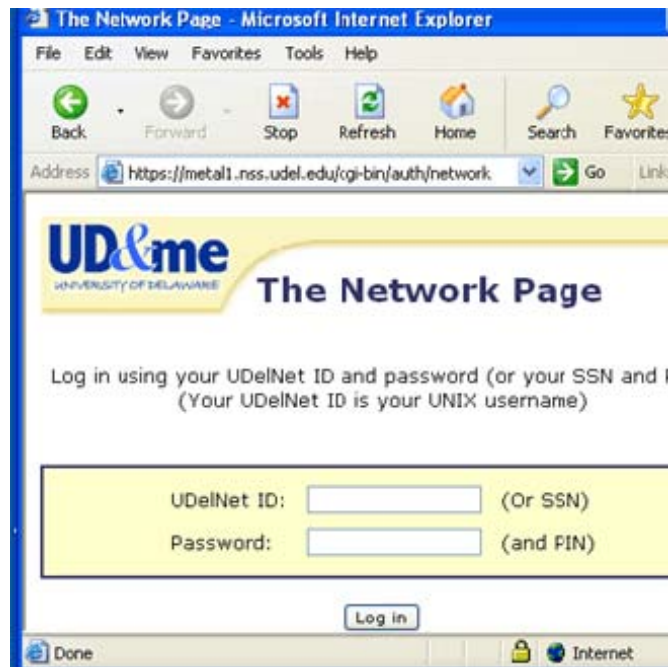 The Network Page - Microsoft Internet Explorer
File Edit View Favorites Tools Help
Back Forward Stop Refresh Home Search Favorites
Address https://metal1.nss.udel.edu/cgi-bin/auth/network Go Link
UD&me
UNIVERSITY OF DELAWARE
The Network Page
Log in using your UDelNet ID and password (or your SSN and
(Your UDelNet ID is your UNIX username)
UDelNet ID: (Or SSN)
Password: (and PIN)
Log in
Done Internet